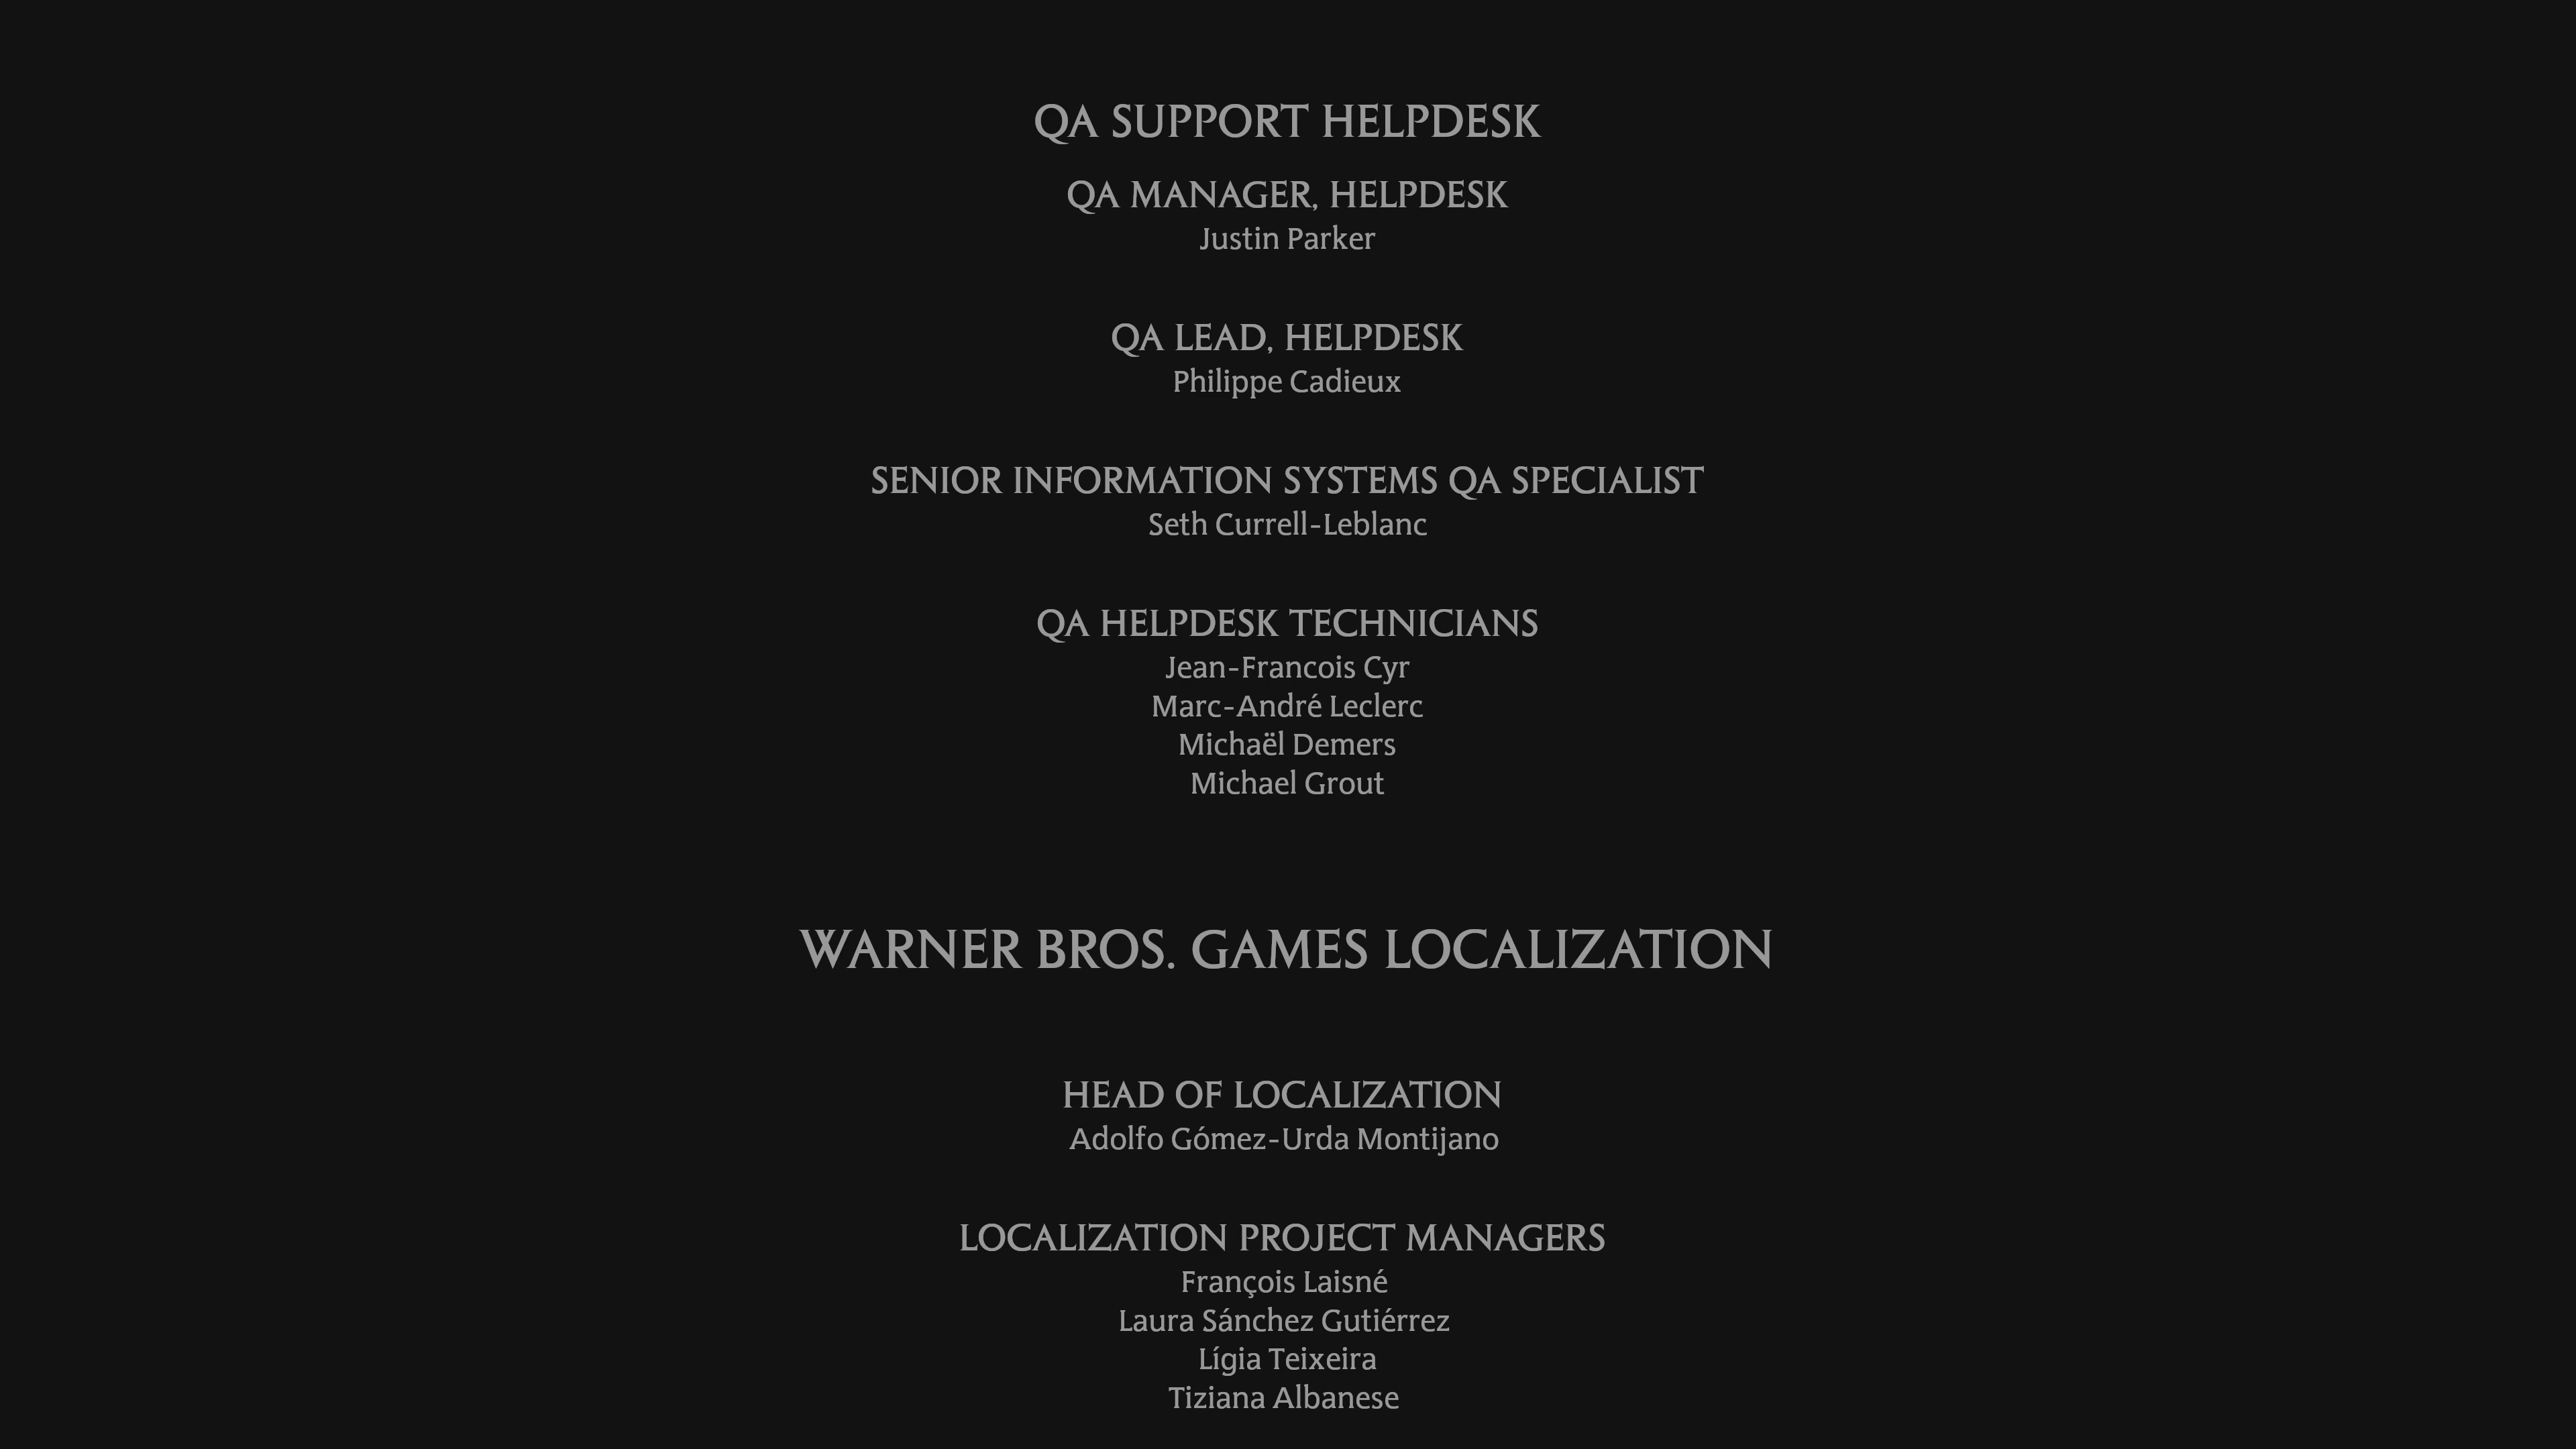 QA SUPPORT HELPDESK
QA MANAGER, HELPDESK
Justin Parker
QA LEAD, HELPDESK
Philippe Cadieux
SENIOR INFORMATION SYSTEMS QA SPECIALIST
Seth Currell-Leblanc
QA HELPDESK TECHNICIANS
Jean-Francois Cyr
Marc-André Leclerc
Michaël Demers
Michael Grout
WARNER BROS. GAMES LOCALIZATION
HEAD OF LOCALIZATION
Adolfo Gómez-Urda Montijano
LOCALIZATION PROJECT MANAGERS
François Laisné
Laura Sánchez Gutiérrez
Lígia Teixeira
Tiziana Albanese